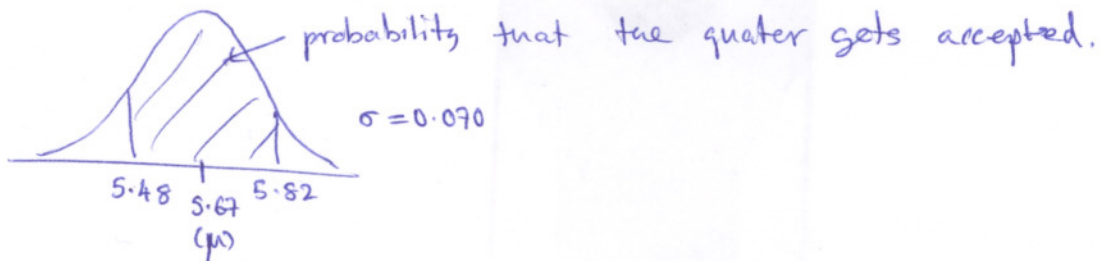 probability that the quater gets accepted.
σ = 0.070
5.48 5.67 5.82
(μ)